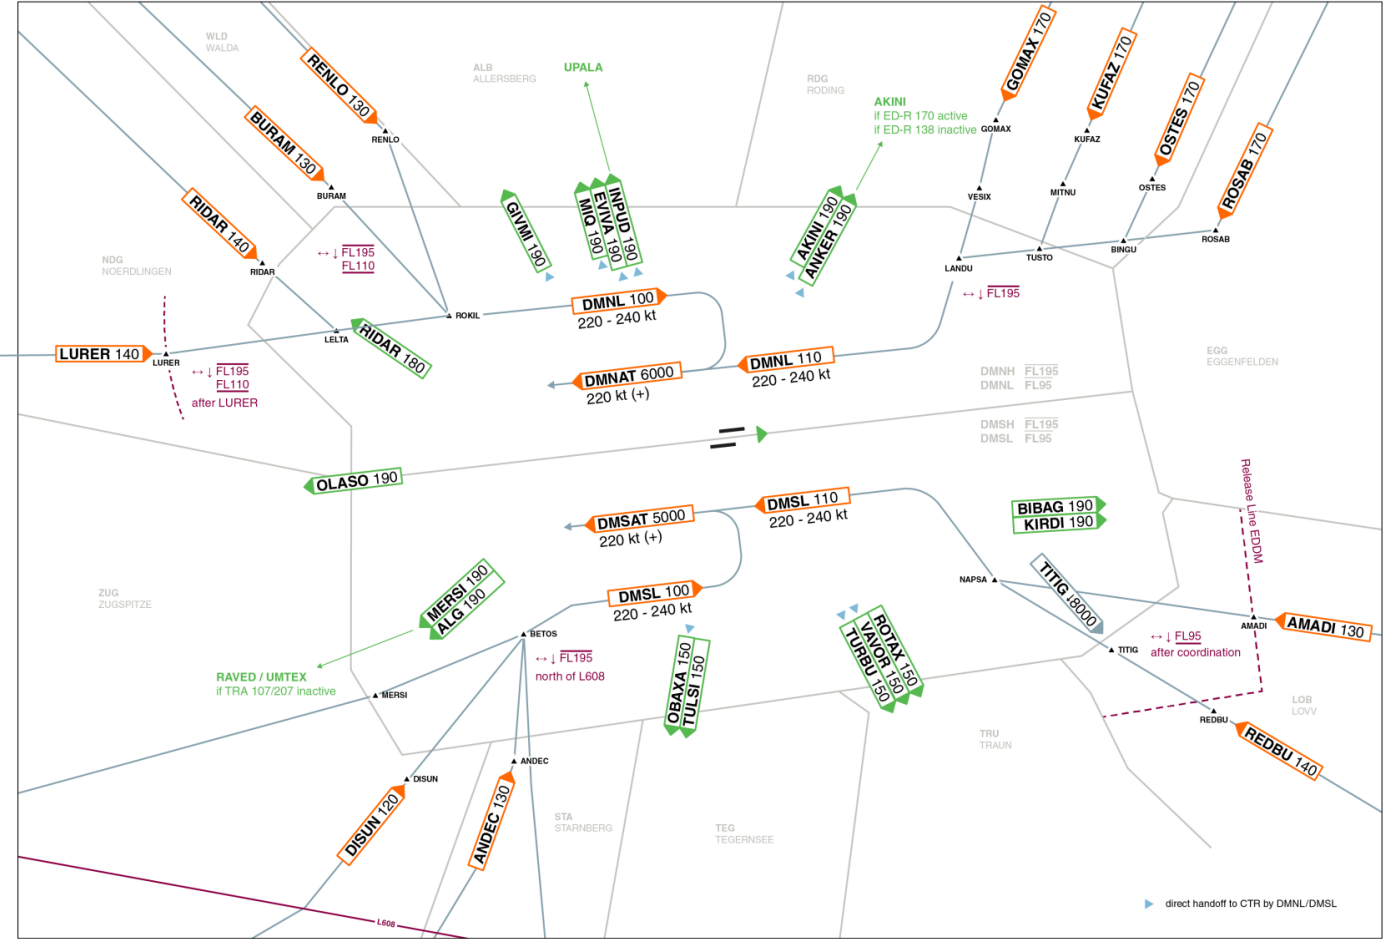 WLD
WALDA
ALB
ALLERSBERG
UPALA
RDG
RODING
AKINI
if ED-R 170 active
if ED-R 138 inactive
GOMAX 170
KUFAZ 170
OSTES 170
ROSAB 170
RENLO 130
BURAM 130
RIDAR 140
RENLO
BURAM
RIDAR
GOMAX
KUFAZ
VESIX
MITNU
OSTES
ROSAB
BINGU
TUSTO
LANDU
NDG
NOERDLINGEN
↔↓FL195
FL110
GIVMI 190
MIQ 190
EVIVA 190
INPUD 190
AKINI 190
ANKER 190
↔↓FL195
DMNL 100
220 - 240 kt
ROKIL
LELTA
RIDAR 180
LURER 140
LURER
↔↓FL195
FL110
after LURER
DMNAT 6000
220 kt (+)
DMNL 110
220 - 240 kt
EGG
EGGENFELDEN
DMNH FL195
DMNL FL95
DMSH FL195
DMSL FL95
OLASO 190
DMSAT 5000
220 kt (+)
DMSL 110
220 - 240 kt
BIBAG 190
KIRDI 190
Release Line EDDM
ZUG
ZUGSPITZE
MERSI 190
ALG 190
DMSL 100
220 - 240 kt
NAPSA
TITIG ↓8000
AMADI 130
AMADI
TITIG
↔↓FL95
after coordination
BETOS
↔↓FL195
north of L608
OBAXA 150
TULSI 150
ROTAX 150
VAVOR 150
TURBU 150
RAVED / UMTEX
if TRA 107/207 inactive
MERSI
LOB
LOVV
REDBU
REDBU 140
TRU
TRAUN
DISUN
ANDEC
DISUN 120
ANDEC 130
STA
STARNBERG
TEG
TEGERNSEE
L608
direct handoff to CTR by DMNL/DMSL